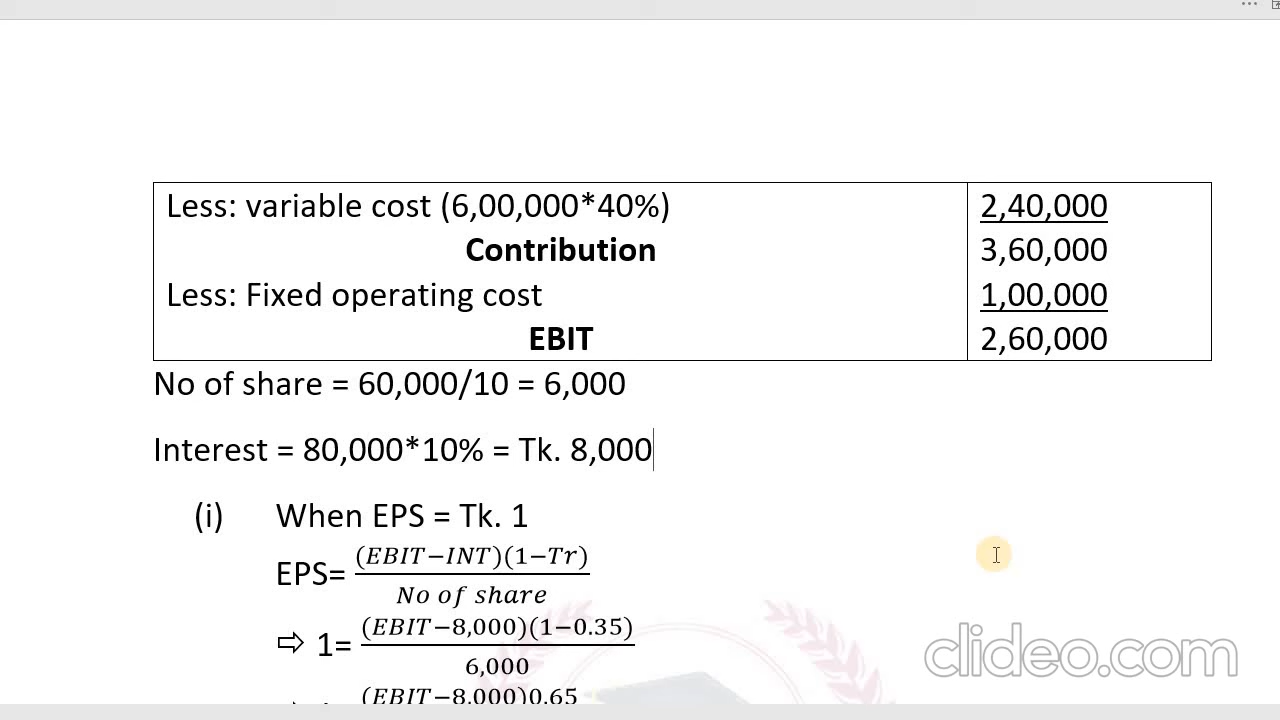 Less: variable cost (6,00,000*40%) 2,40,000
Contribution 3,60,000
Less: Fixed operating cost 1,00,000
EBIT 2,60,000
No of share = 60,000/10 = 6,000
Interest = 80,000*10% = Tk. 8,000
(i) When EPS = Tk. 1
EPS= (EBIT−INT)(1−Tr) / No of share
⇨ 1= (EBIT−8,000)(1−0.35) / 6,000
(EBIT−8,000)0.65
clideo.com